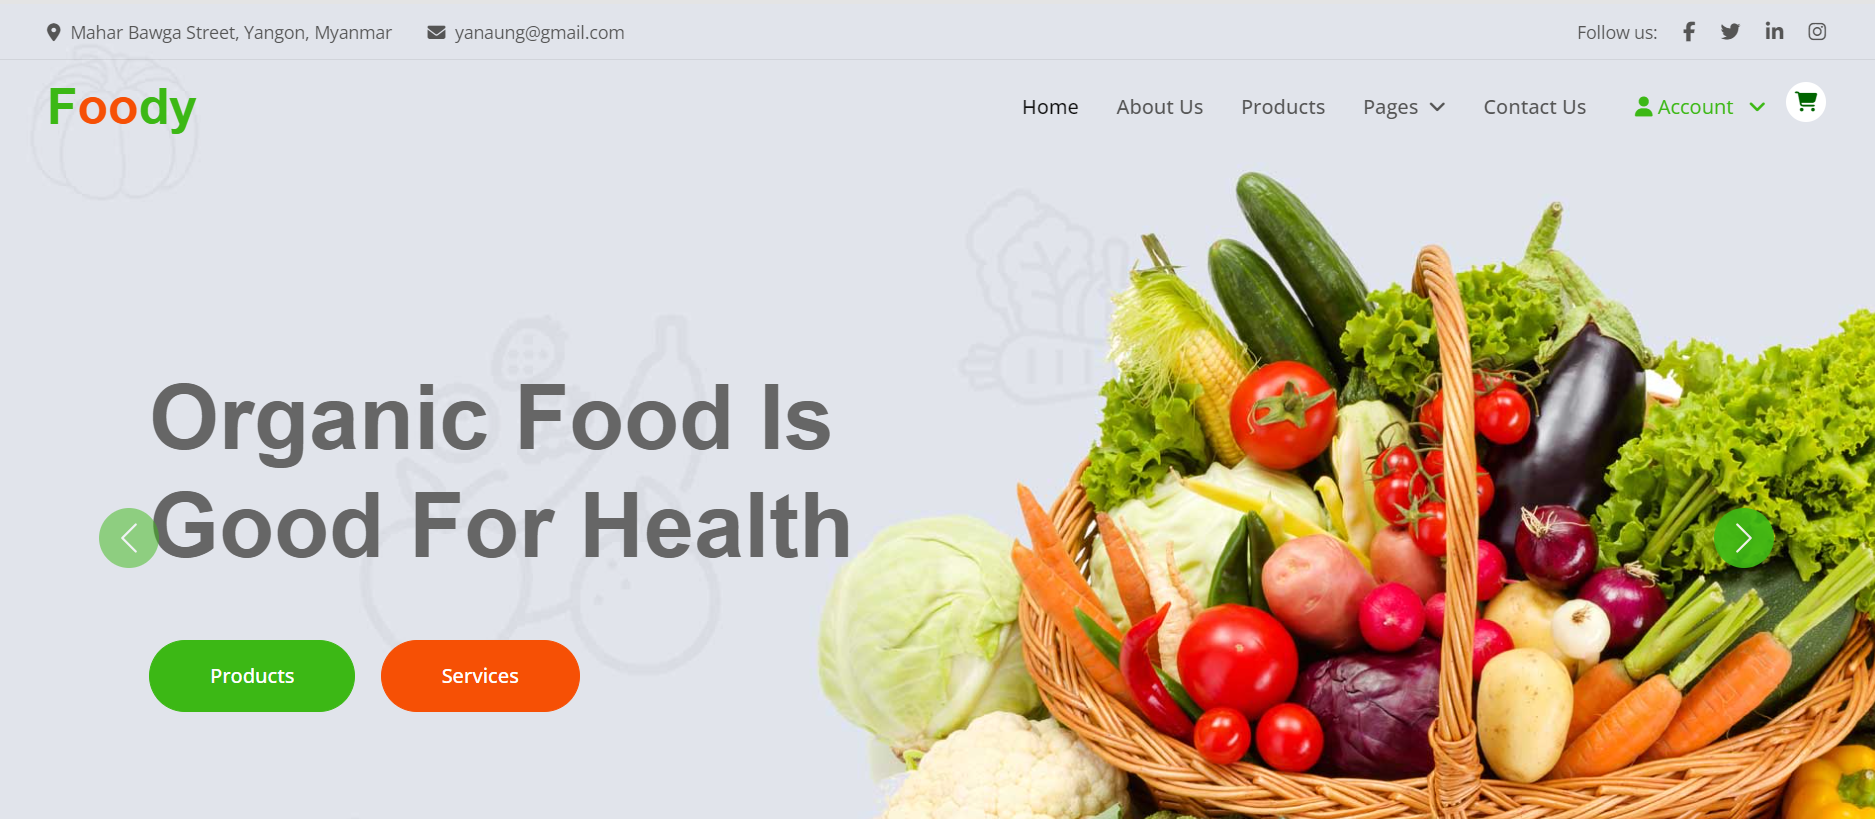 Mahar Bawga Street, Yangon, Myanmar yanaung@gmail.com Follow us:
Foody Home About Us Products Pages Contact Us Account
Organic Food Is
Good For Health
Products Services